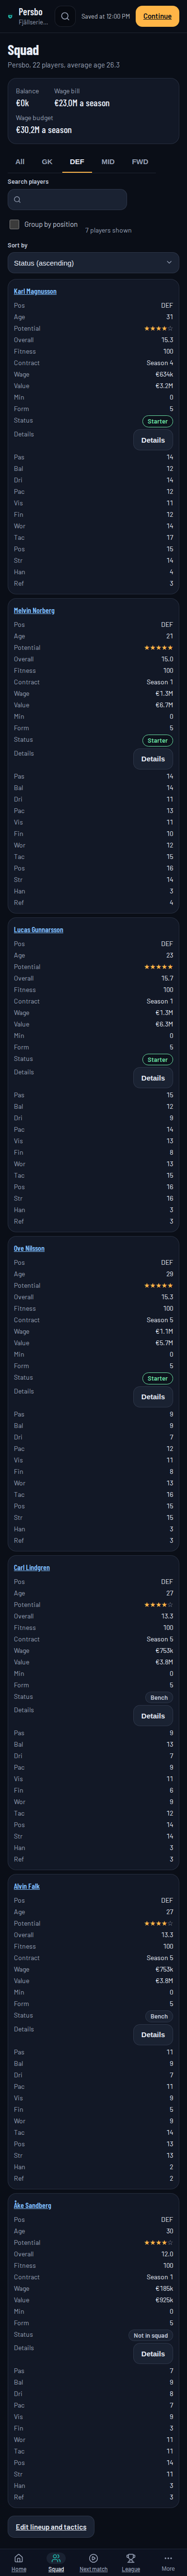 Persbo
Fjällserie…
Saved at 12:00 PM
Continue
Squad
Persbo, 22 players, average age 26.3
Balance Wage bill
€0k €23,0M a season
Wage budget
€30,2M a season
All GK DEF MID FWD
Search players
Group by position
7 players shown
Sort by
Status (ascending)
Karl Magnusson
Pos DEF
Age 31
Potential ★★★★☆
Overall 15.3
Fitness 100
Contract Season 4
Wage €634k
Value €3.2M
Min 0
Form 5
Status Starter
Details Details
Pas 14
Bal 12
Dri 14
Pac 12
Vis 11
Fin 12
Wor 14
Tac 17
Pos 15
Str 14
Han 4
Ref 3
Melvin Norberg
Pos DEF
Age 21
Potential ★★★★★
Overall 15.0
Fitness 100
Contract Season 1
Wage €1.3M
Value €6.7M
Min 0
Form 5
Status Starter
Details Details
Pas 14
Bal 14
Dri 11
Pac 13
Vis 11
Fin 10
Wor 12
Tac 15
Pos 16
Str 14
Han 3
Ref 4
Lucas Gunnarsson
Pos DEF
Age 23
Potential ★★★★★
Overall 15.7
Fitness 100
Contract Season 1
Wage €1.3M
Value €6.3M
Min 0
Form 5
Status Starter
Details Details
Pas 15
Bal 12
Dri 9
Pac 14
Vis 13
Fin 8
Wor 13
Tac 15
Pos 16
Str 16
Han 3
Ref 3
Ove Nilsson
Pos DEF
Age 29
Potential ★★★★★
Overall 15.3
Fitness 100
Contract Season 5
Wage €1.1M
Value €5.7M
Min 0
Form 5
Status Starter
Details Details
Pas 9
Bal 9
Dri 7
Pac 12
Vis 11
Fin 8
Wor 13
Tac 16
Pos 15
Str 15
Han 3
Ref 3
Carl Lindgren
Pos DEF
Age 27
Potential ★★★★☆
Overall 13.3
Fitness 100
Contract Season 5
Wage €753k
Value €3.8M
Min 0
Form 5
Status Bench
Details Details
Pas 9
Bal 13
Dri 7
Pac 9
Vis 11
Fin 6
Wor 9
Tac 12
Pos 14
Str 14
Han 3
Ref 3
Alvin Falk
Pos DEF
Age 27
Potential ★★★★☆
Overall 13.3
Fitness 100
Contract Season 5
Wage €753k
Value €3.8M
Min 0
Form 5
Status Bench
Details Details
Pas 11
Bal 9
Dri 7
Pac 11
Vis 9
Fin 5
Wor 9
Tac 14
Pos 13
Str 13
Han 2
Ref 2
Åke Sandberg
Pos DEF
Age 30
Potential ★★★★☆
Overall 12.0
Fitness 100
Contract Season 1
Wage €185k
Value €925k
Min 0
Form 5
Status Not in squad
Details Details
Pas 7
Bal 9
Dri 8
Pac 7
Vis 9
Fin 3
Wor 11
Tac 11
Pos 14
Str 11
Han 3
Ref 3
Edit lineup and tactics
Home Squad Next match League More